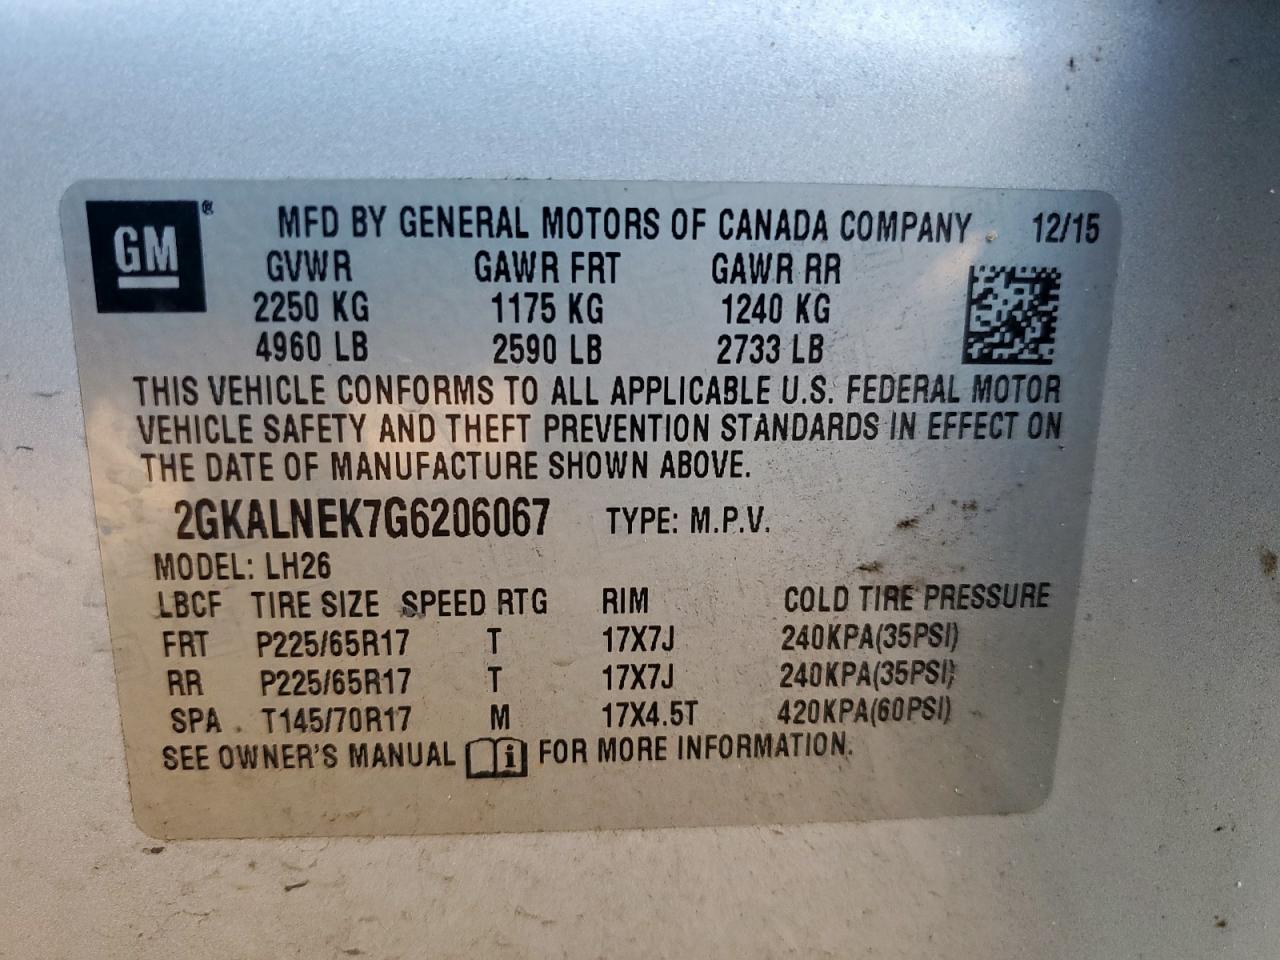 GM ® MFD BY GENERAL MOTORS OF CANADA COMPANY 12/15
GVWR GAWR FRT GAWR RR
2250 KG 1175 KG 1240 KG
4960 LB 2590 LB 2733 LB
THIS VEHICLE CONFORMS TO ALL APPLICABLE U.S. FEDERAL MOTOR
VEHICLE SAFETY AND THEFT PREVENTION STANDARDS IN EFFECT ON
THE DATE OF MANUFACTURE SHOWN ABOVE.
2GKALNEK7G6206067 TYPE: M.P.V.
MODEL: LH26
LBCF TIRE SIZE SPEED RTG RIM COLD TIRE PRESSURE
FRT P225/65R17 T 17X7J 240KPA(35PSI)
RR P225/65R17 T 17X7J 240KPA(35PSI)
SPA T145/70R17 M 17X4.5T 420KPA(60PSI)
SEE OWNER'S MANUAL i FOR MORE INFORMATION.